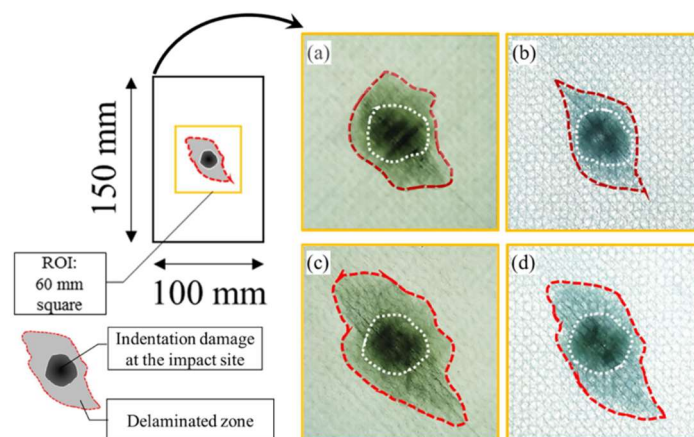 150 mm
100 mm
ROI:
60 mm
square
Indentation damage
at the impact site
Delaminated zone
(a)
(b)
(c)
(d)